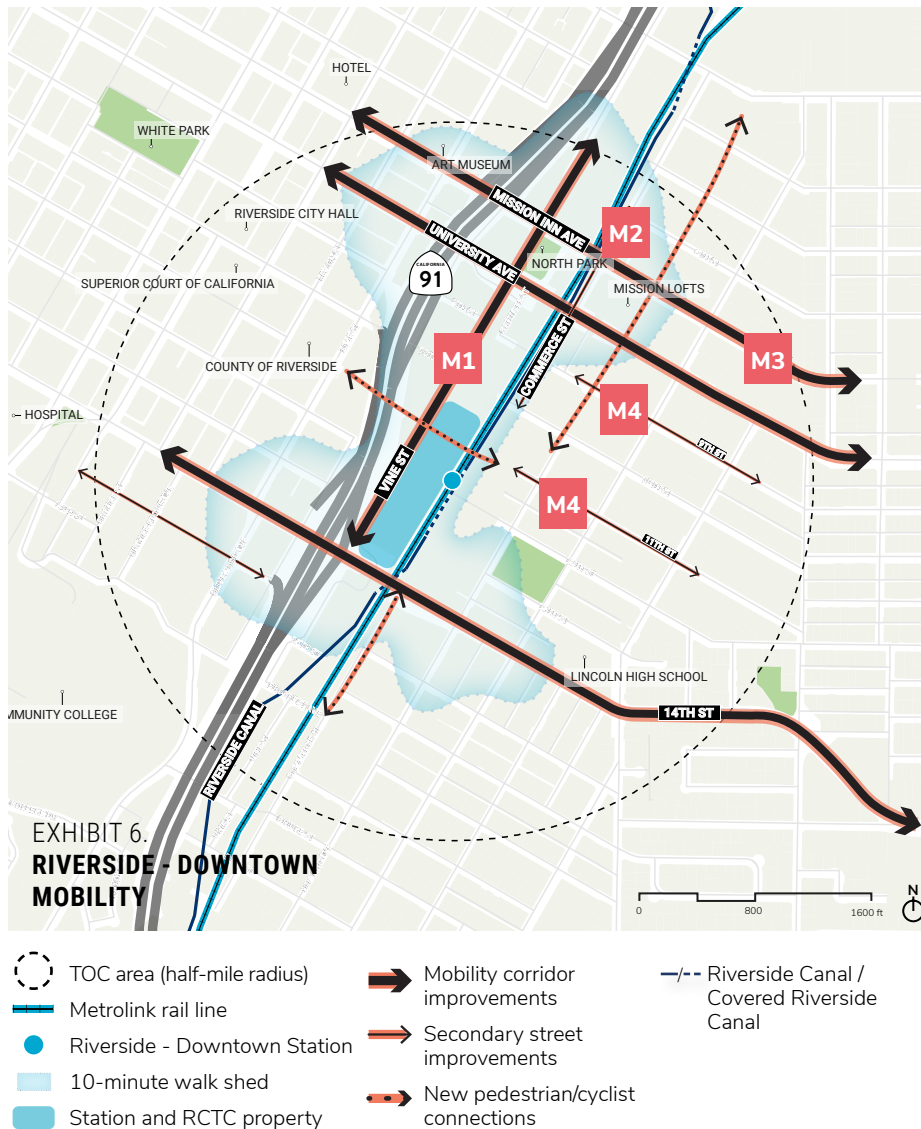 HOTEL
WHITE PARK
ART MUSEUM
MISSION INN AVE
RIVERSIDE CITY HALL
M2
UNIVERSITY AVE
NORTH PARK
CALIFORNIA
91
SUPERIOR COURT OF CALIFORNIA
MISSION LOFTS
M1
M3
COMMERCE ST
COUNTY OF RIVERSIDE
M4
HOSPITAL
9TH ST
VINE ST
M4
11TH ST
LINCOLN HIGH SCHOOL
14TH ST
MMUNITY COLLEGE
RIVERSIDE CANAL
EXHIBIT 6.
RIVERSIDE - DOWNTOWN
MOBILITY
N
0 800 1600 ft
TOC area (half-mile radius)
Metrolink rail line
Riverside - Downtown Station
10-minute walk shed
Station and RCTC property
Mobility corridor
improvements
Secondary street
improvements
New pedestrian/cyclist
connections
Riverside Canal /
Covered Riverside
Canal